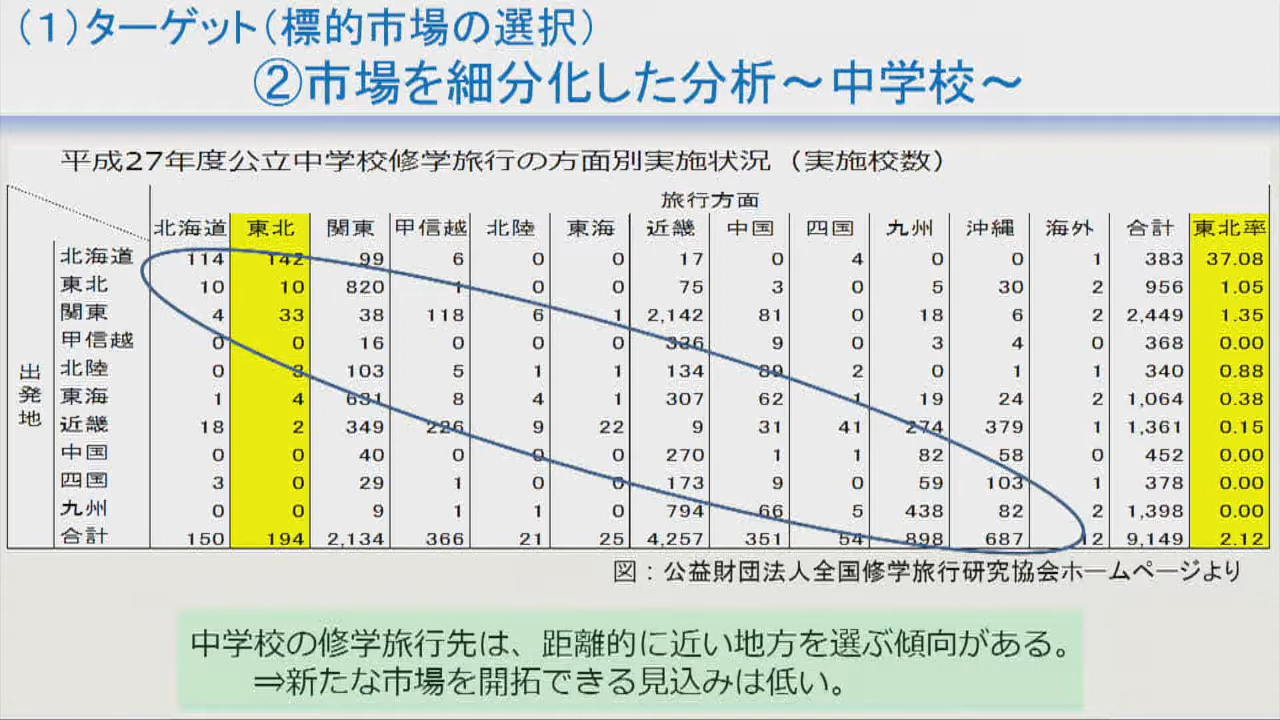 （1）ターゲット（標的市場の選択）
②市場を細分化した分析～中学校～
平成27年度公立中学校修学旅行の方面別実施状況（実施校数）
旅行方面
北海道 東北 関東 甲信越 北陸 東海 近畿 中国 四国 九州 沖縄 海外 合計 東北率
出発地
北海道 114 142 99 6 0 0 17 0 4 0 0 1 383 37.08
東北 10 10 820 1 0 0 75 3 0 5 30 2 956 1.05
関東 4 33 38 118 6 1 2,142 81 0 18 6 2 2,449 1.35
甲信越 0 0 16 0 0 0 336 9 0 3 4 0 368 0.00
北陸 0 3 103 5 1 1 134 89 2 0 1 1 340 0.88
東海 1 4 631 8 4 1 307 62 1 19 24 2 1,064 0.38
近畿 18 2 349 226 9 22 9 31 41 274 379 1 1,361 0.15
中国 0 0 40 0 0 0 270 1 1 82 58 0 452 0.00
四国 3 0 29 1 0 0 173 9 0 59 103 1 378 0.00
九州 0 0 9 1 1 0 794 66 5 438 82 2 1,398 0.00
合計 150 194 2,134 366 21 25 4,257 351 54 898 687 12 9,149 2.12
図：公益財団法人全国修学旅行研究協会ホームページより
中学校の修学旅行先は、距離的に近い地方を選ぶ傾向がある。
⇒新たな市場を開拓できる見込みは低い。